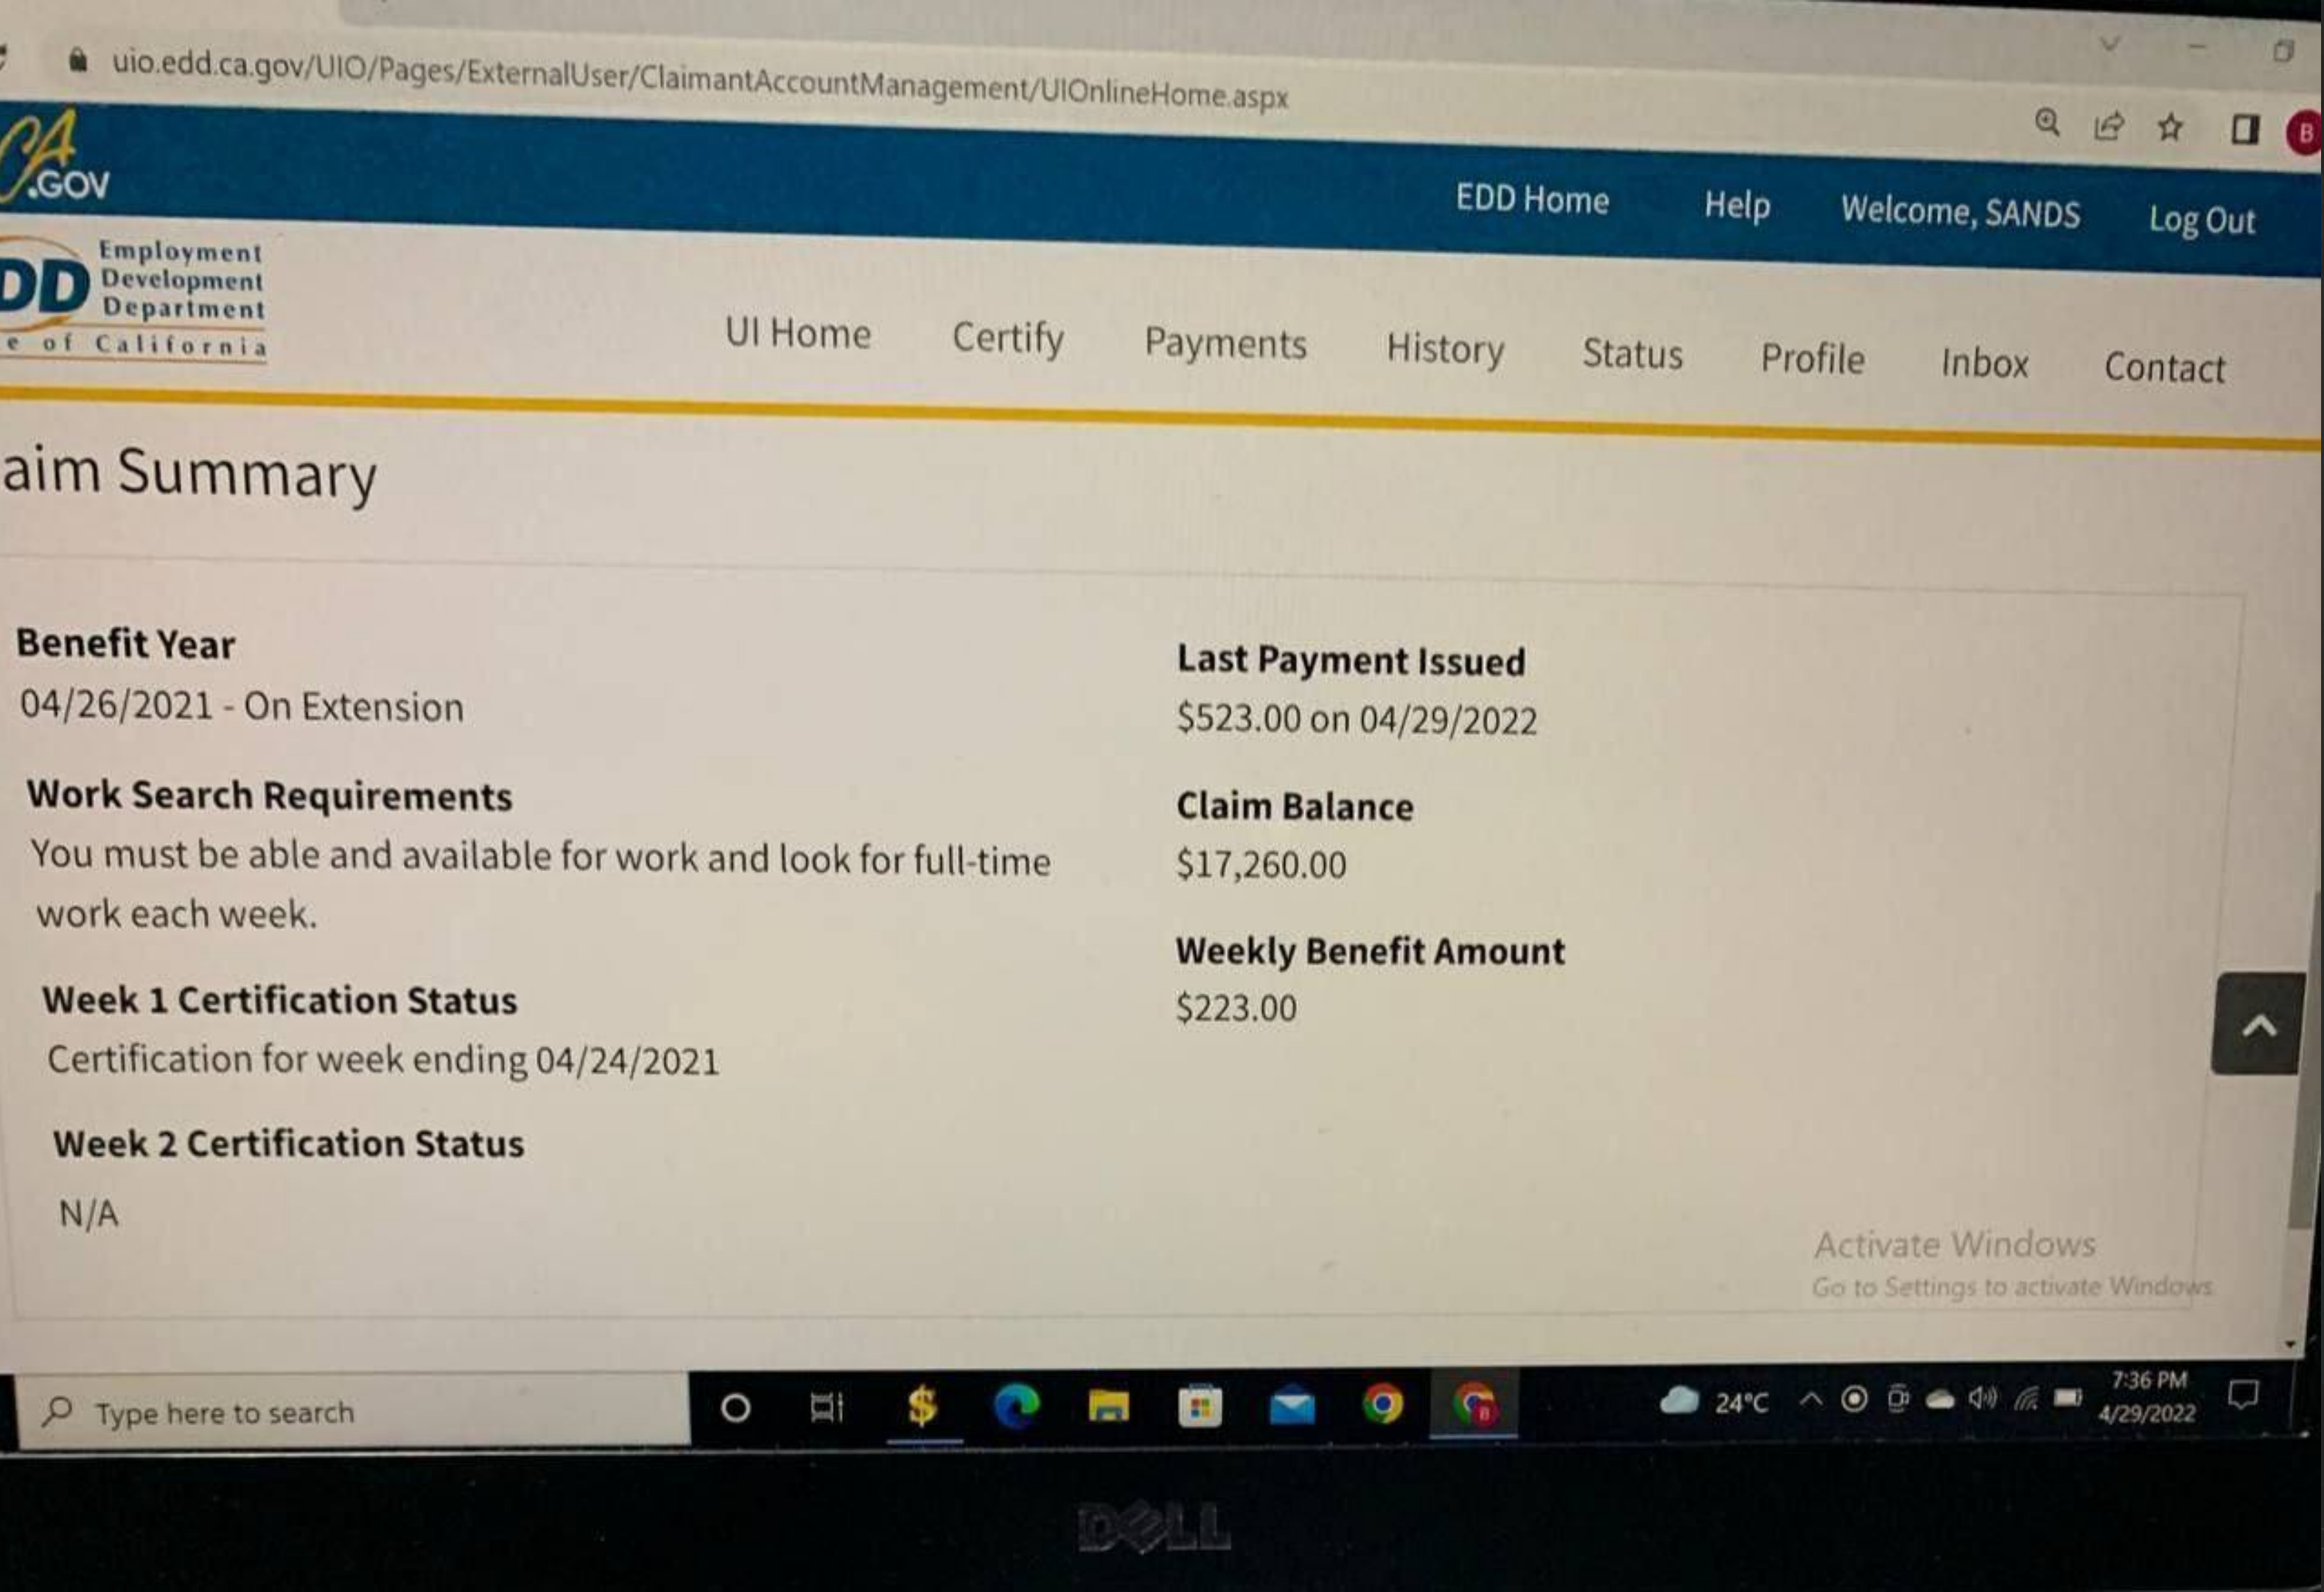 uio.edd.ca.gov/UIO/Pages/ExternalUser/ClaimantAccountManagement/UIOnlineHome.aspx
B
CA
.GOV
EDD Home Help Welcome, SANDS Log Out
DD Employment
Development
Department
e of California
UI Home Certify Payments History Status Profile Inbox Contact
aim Summary
Benefit Year
04/26/2021 - On Extension
Work Search Requirements
You must be able and available for work and look for full-time
work each week.
Week 1 Certification Status
Certification for week ending 04/24/2021
Week 2 Certification Status
N/A
Last Payment Issued
$523.00 on 04/29/2022
Claim Balance
$17,260.00
Weekly Benefit Amount
$223.00
Activate Windows
Go to Settings to activate Windows
Type here to search
$
B
24°C
7:36 PM
4/29/2022
DELL